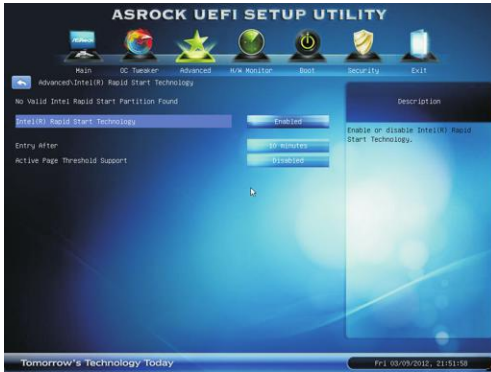 ASROCK UEFI SETUP UTILITY
Main OC Tweaker Advanced H/W Monitor Boot Security Exit
Advanced\Intel(R) Rapid Start Technology
No Valid Intel Rapid Start Partition Found
Description
Intel(R) Rapid Start Technology Enabled
Enable or disable Intel(R) Rapid
Start Technology.
Entry After 10 minutes
Active Page Threshold Support Disabled
Tomorrow's Technology Today
Fri 03/09/2012, 21:51:58